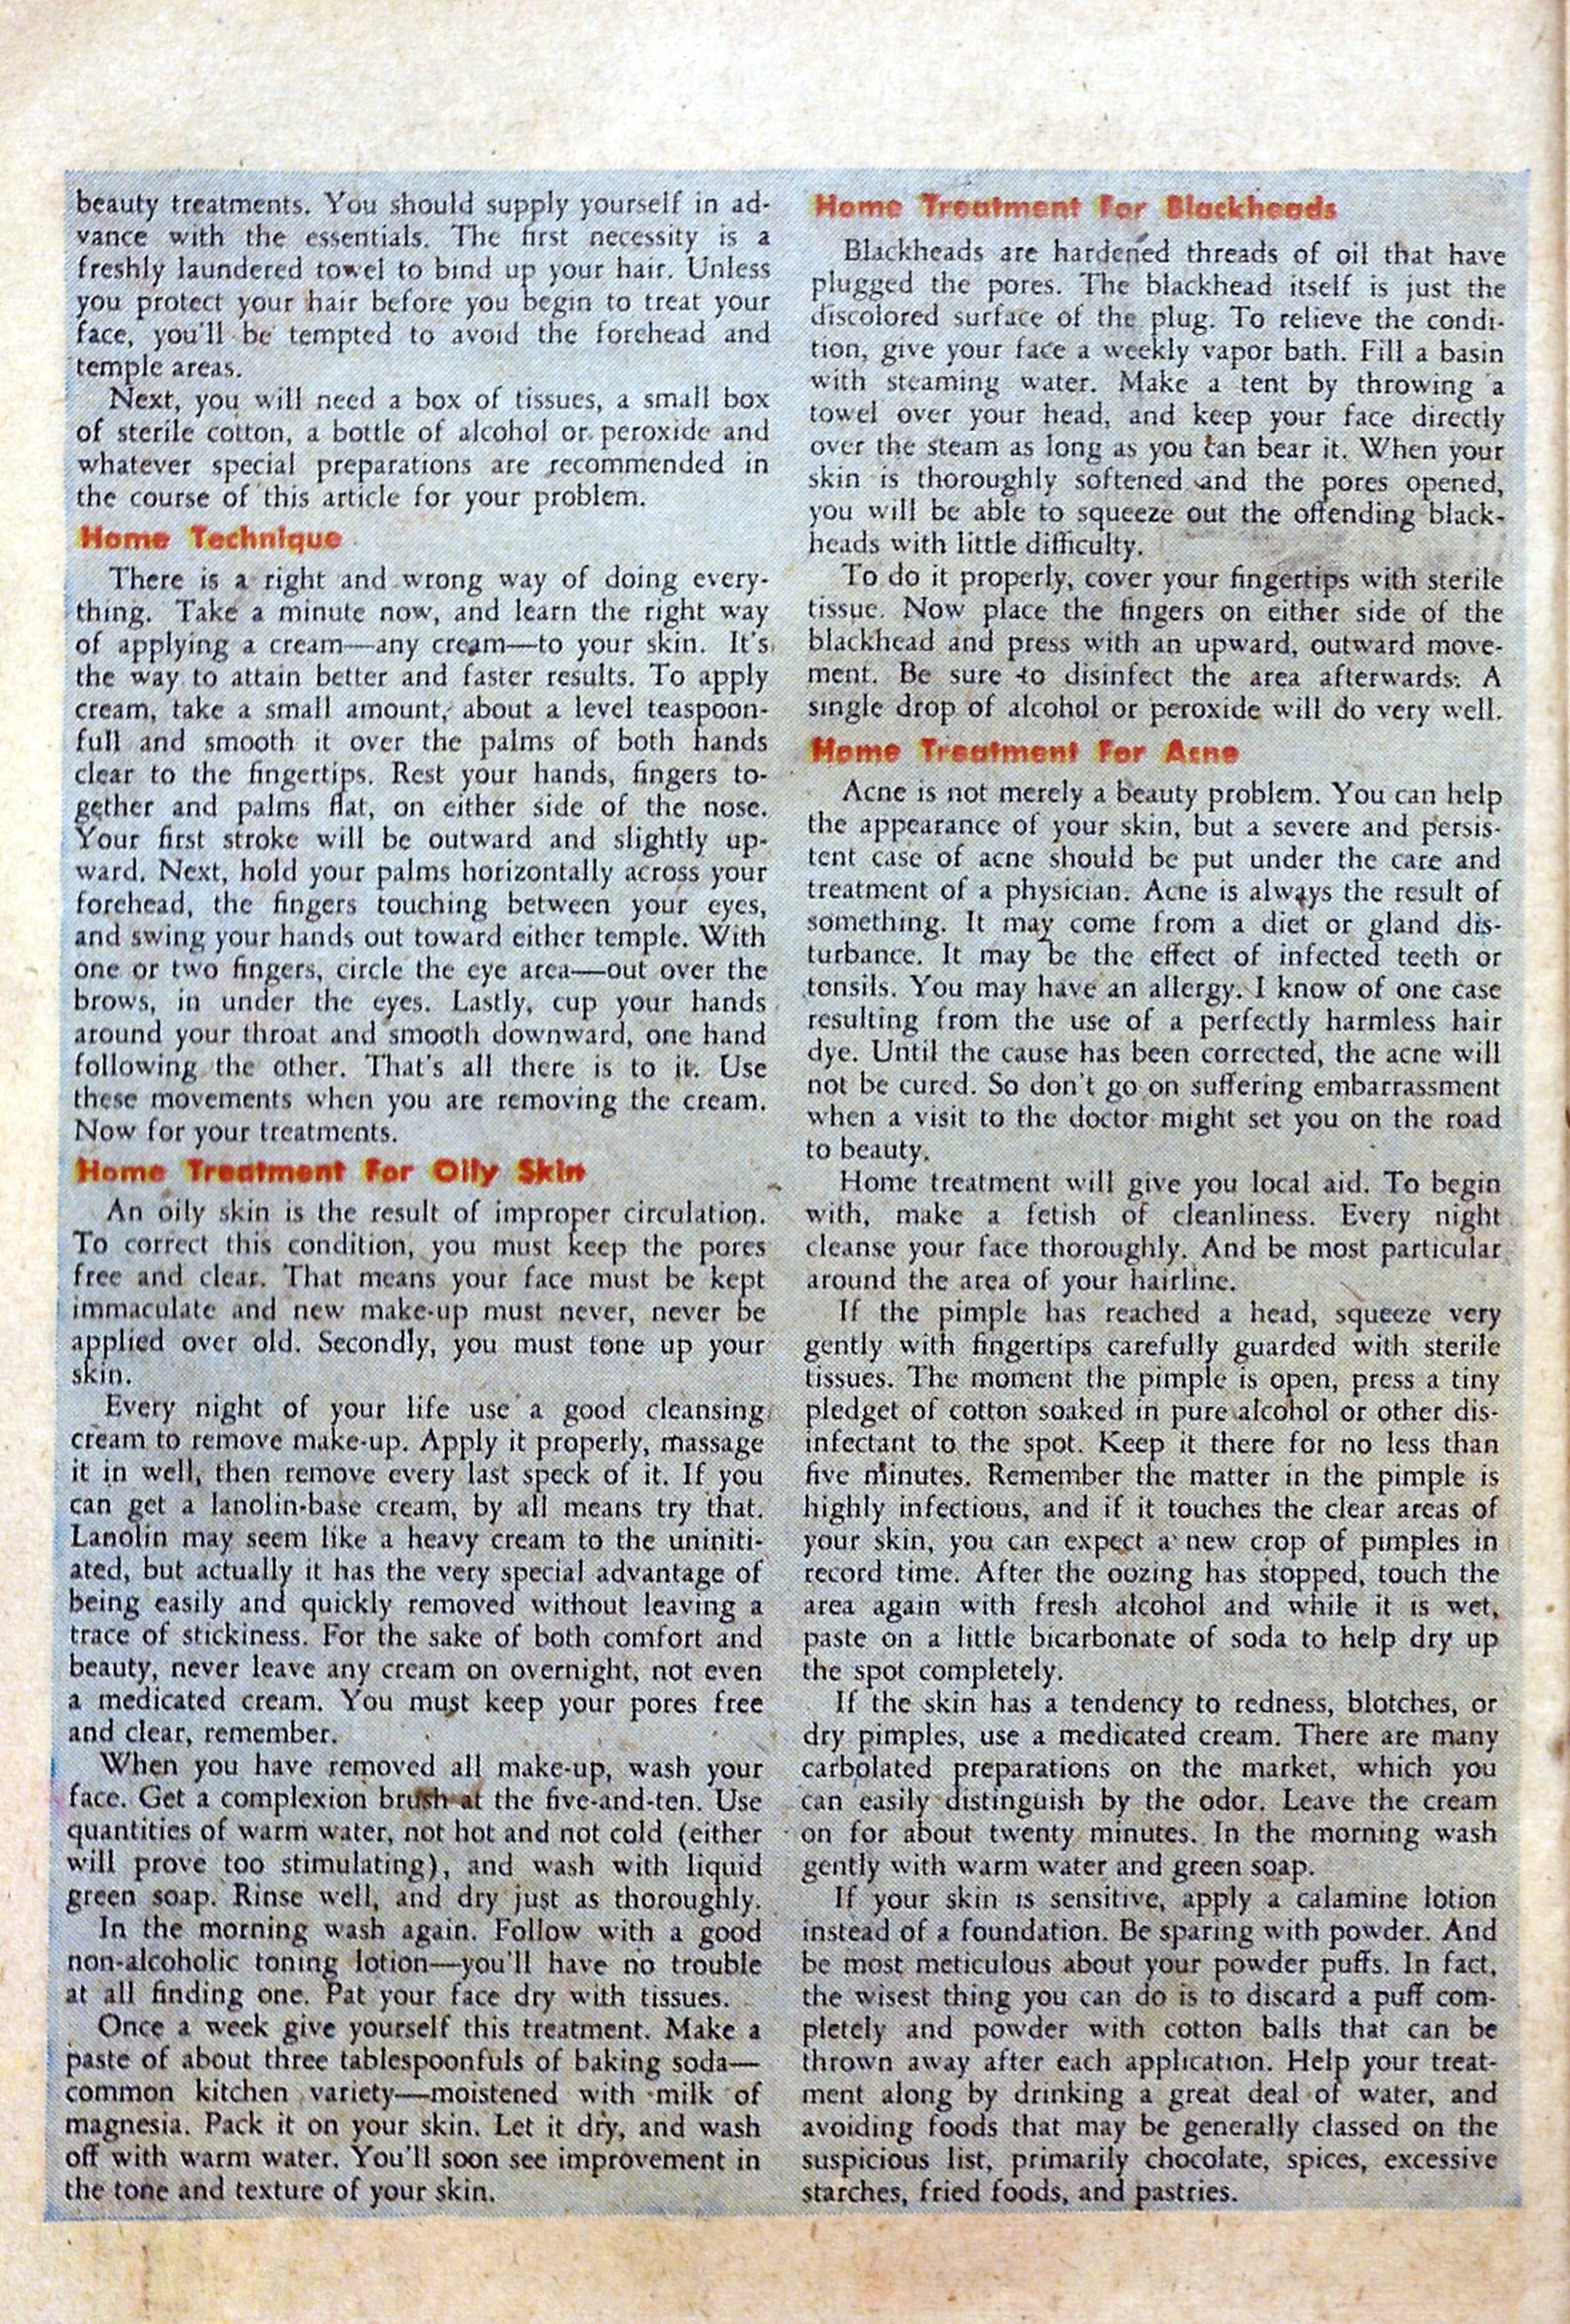 beauty treatments. You should supply yourself in ad-
vance with the essentials. The first necessity is a
freshly laundered towel to bind up your hair. Unless
you protect your hair before you begin to treat your
face, you'll be tempted to avoid the forehead and
temple areas.
Next, you will need a box of tissues, a small box
of sterile cotton, a bottle of alcohol or peroxide and
whatever special preparations are recommended in
the course of this article for your problem.
Home Technique
There is a right and wrong way of doing every-
thing. Take a minute now, and learn the right way
of applying a cream—any cream—to your skin. It's
the way to attain better and faster results. To apply
cream, take a small amount, about a level teaspoon-
full and smooth it over the palms of both hands
clear to the fingertips. Rest your hands, fingers to-
gether and palms flat, on either side of the nose.
Your first stroke will be outward and slightly up-
ward. Next, hold your palms horizontally across your
forehead, the fingers touching between your eyes,
and swing your hands out toward either temple. With
one or two fingers, circle the eye area—out over the
brows, in under the eyes. Lastly, cup your hands
around your throat and smooth downward, one hand
following the other. That's all there is to it. Use
these movements when you are removing the cream.
Now for your treatments.
Home Treatment For Oily Skin
An oily skin is the result of improper circulation.
To correct this condition, you must keep the pores
free and clear. That means your face must be kept
immaculate and new make-up must never, never be
applied over old. Secondly, you must tone up your
skin.
Every night of your life use a good cleansing
cream to remove make-up. Apply it properly, massage
it in well, then remove every last speck of it. If you
can get a lanolin-base cream, by all means try that.
Lanolin may seem like a heavy cream to the uniniti-
ated, but actually it has the very special advantage of
being easily and quickly removed without leaving a
trace of stickiness. For the sake of both comfort and
beauty, never leave any cream on overnight, not even
a medicated cream. You must keep your pores free
and clear, remember.
When you have removed all make-up, wash your
face. Get a complexion brush at the five-and-ten. Use
quantities of warm water, not hot and not cold (either
will prove too stimulating), and wash with liquid
green soap. Rinse well, and dry just as thoroughly.
In the morning wash again. Follow with a good
non-alcoholic toning lotion—you'll have no trouble
at all finding one. Pat your face dry with tissues.
Once a week give yourself this treatment. Make a
paste of about three tablespoonfuls of baking soda—
common kitchen variety—moistened with milk of
magnesia. Pack it on your skin. Let it dry, and wash
off with warm water. You'll soon see improvement in
the tone and texture of your skin.
Home Treatment For Blackheads
Blackheads are hardened threads of oil that have
plugged the pores. The blackhead itself is just the
discolored surface of the plug. To relieve the condi-
tion, give your face a weekly vapor bath. Fill a basin
with steaming water. Make a tent by throwing a
towel over your head, and keep your face directly
over the steam as long as you can bear it. When your
skin is thoroughly softened and the pores opened,
you will be able to squeeze out the offending black-
heads with little difficulty.
To do it properly, cover your fingertips with sterile
tissue. Now place the fingers on either side of the
blackhead and press with an upward, outward move-
ment. Be sure to disinfect the area afterwards. A
single drop of alcohol or peroxide will do very well.
Home Treatment For Acne
Acne is not merely a beauty problem. You can help
the appearance of your skin, but a severe and persis-
tent case of acne should be put under the care and
treatment of a physician. Acne is always the result of
something. It may come from a diet or gland dis-
turbance. It may be the effect of infected teeth or
tonsils. You may have an allergy. I know of one case
resulting from the use of a perfectly harmless hair
dye. Until the cause has been corrected, the acne will
not be cured. So don't go on suffering embarrassment
when a visit to the doctor might set you on the road
to beauty.
Home treatment will give you local aid. To begin
with, make a fetish of cleanliness. Every night
cleanse your face thoroughly. And be most particular
around the area of your hairline.
If the pimple has reached a head, squeeze very
gently with fingertips carefully guarded with sterile
tissues. The moment the pimple is open, press a tiny
pledget of cotton soaked in pure alcohol or other dis-
infectant to the spot. Keep it there for no less than
five minutes. Remember the matter in the pimple is
highly infectious, and if it touches the clear areas of
your skin, you can expect a new crop of pimples in
record time. After the oozing has stopped, touch the
area again with fresh alcohol and while it is wet,
paste on a little bicarbonate of soda to help dry up
the spot completely.
If the skin has a tendency to redness, blotches, or
dry pimples, use a medicated cream. There are many
carbolated preparations on the market, which you
can easily distinguish by the odor. Leave the cream
on for about twenty minutes. In the morning wash
gently with warm water and green soap.
If your skin is sensitive, apply a calamine lotion
instead of a foundation. Be sparing with powder. And
be most meticulous about your powder puffs. In fact,
the wisest thing you can do is to discard a puff com-
pletely and powder with cotton balls that can be
thrown away after each application. Help your treat-
ment along by drinking a great deal of water, and
avoiding foods that may be generally classed on the
suspicious list, primarily chocolate, spices, excessive
starches, fried foods, and pastries.